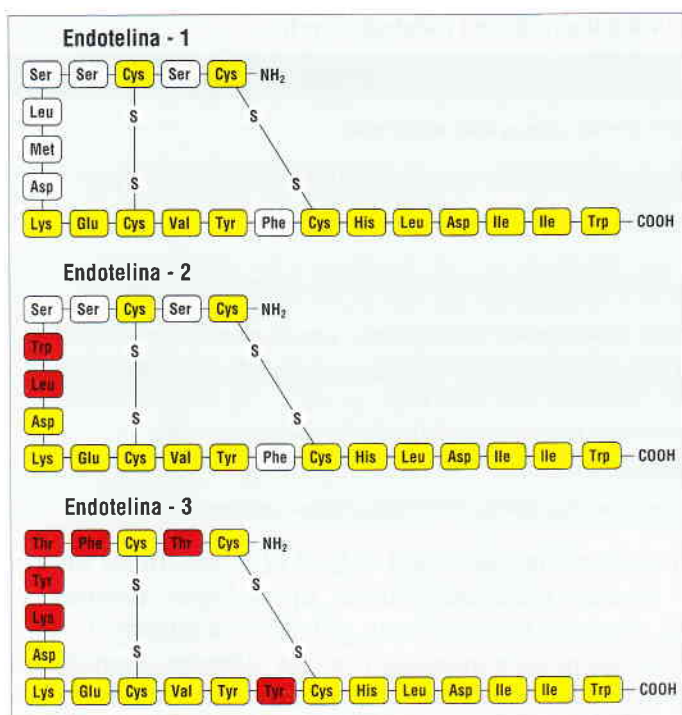 Endotelina - 1
Ser Ser Cys Ser Cys NH₂
Leu
S S
Met
Asp
S S
Lys Glu Cys Val Tyr Phe Cys His Leu Asp Ile Ile Trp COOH
Endotelina - 2
Ser Ser Cys Ser Cys NH₂
Trp
S S
Leu
Asp
S S
Lys Glu Cys Val Tyr Phe Cys His Leu Asp Ile Ile Trp COOH
Endotelina - 3
Thr Phe Cys Thr Cys NH₂
Tyr
S S
Lys
Asp
S S
Lys Glu Cys Val Tyr Tyr Cys His Leu Asp Ile Ile Trp COOH